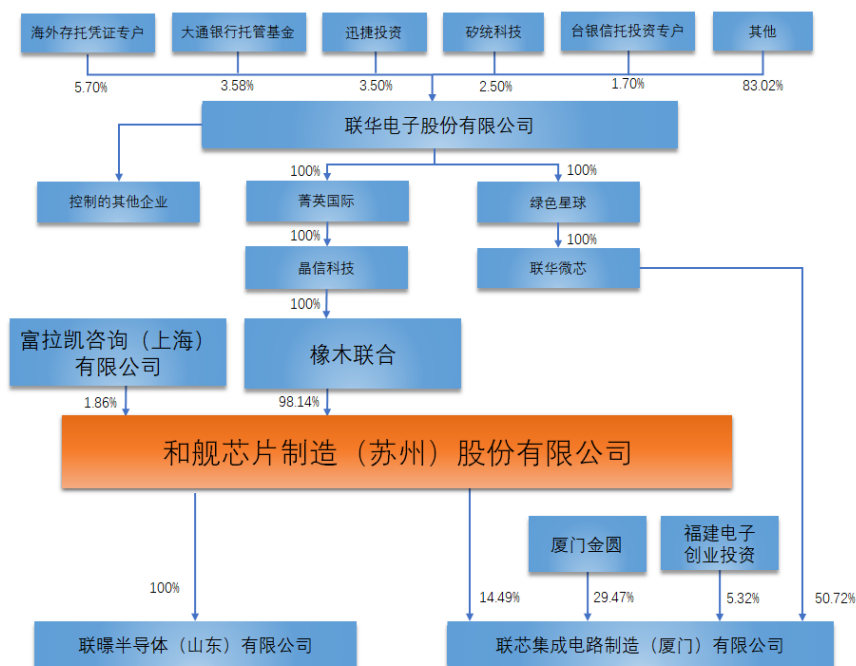 海外存托凭证专户
大通银行托管基金
迅捷投资
矽统科技
台银信托投资专户
其他
5.70%
3.58%
3.50%
2.50%
1.70%
83.02%
联华电子股份有限公司
100%
100%
控制的其他企业
菁英国际
绿色星球
100%
100%
晶信科技
联华微芯
100%
富拉凯咨询（上海）
有限公司
橡木联合
1.86%
98.14%
和舰芯片制造（苏州）股份有限公司
厦门金圆
福建电子
创业投资
100%
14.49%
29.47%
5.32%
50.72%
联曝半导体（山东）有限公司
联芯集成电路制造（厦门）有限公司